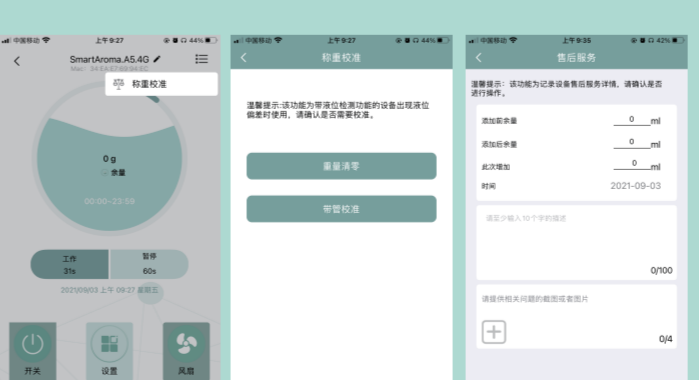 中国移动
上午9:27
44%
SmartAroma.A5.4G
称重校准
0 g
余量
00:00-23:59
工作
31s
暂停
60s
2021/09/03 上午 09:27 星期五
开关
设置
风扇
中国移动
上午9:27
44%
称重校准
温馨提示:该功能为带液位检测功能的设备出现液位
偏差时使用，请确认是否需要校准。
重量清零
带管校准
中国移动
上午9:35
42%
售后服务
温馨提示：该功能为记录设备售后服务详情，请确认是否
进行操作。
添加前余量
0 ml
添加后余量
0 ml
此次增加
0 ml
时间
2021-09-03
请至少输入10个字的描述
0/100
请提供相关问题的截图或者图片
0/4